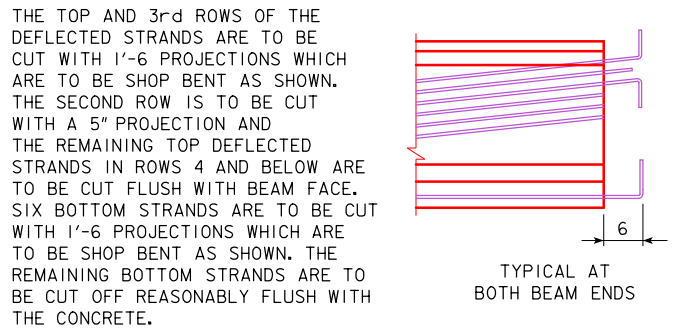 THE TOP AND 3rd ROWS OF THE
DEFLECTED STRANDS ARE TO BE
CUT WITH 1'-6 PROJECTIONS WHICH
ARE TO BE SHOP BENT AS SHOWN.
THE SECOND ROW IS TO BE CUT
WITH A 5" PROJECTION AND
THE REMAINING TOP DEFLECTED
STRANDS IN ROWS 4 AND BELOW ARE
TO BE CUT FLUSH WITH BEAM FACE.
SIX BOTTOM STRANDS ARE TO BE CUT
WITH 1'-6 PROJECTIONS WHICH ARE
TO BE SHOP BENT AS SHOWN. THE
REMAINING BOTTOM STRANDS ARE TO
BE CUT OFF REASONABLY FLUSH WITH
THE CONCRETE.
6
TYPICAL AT
BOTH BEAM ENDS